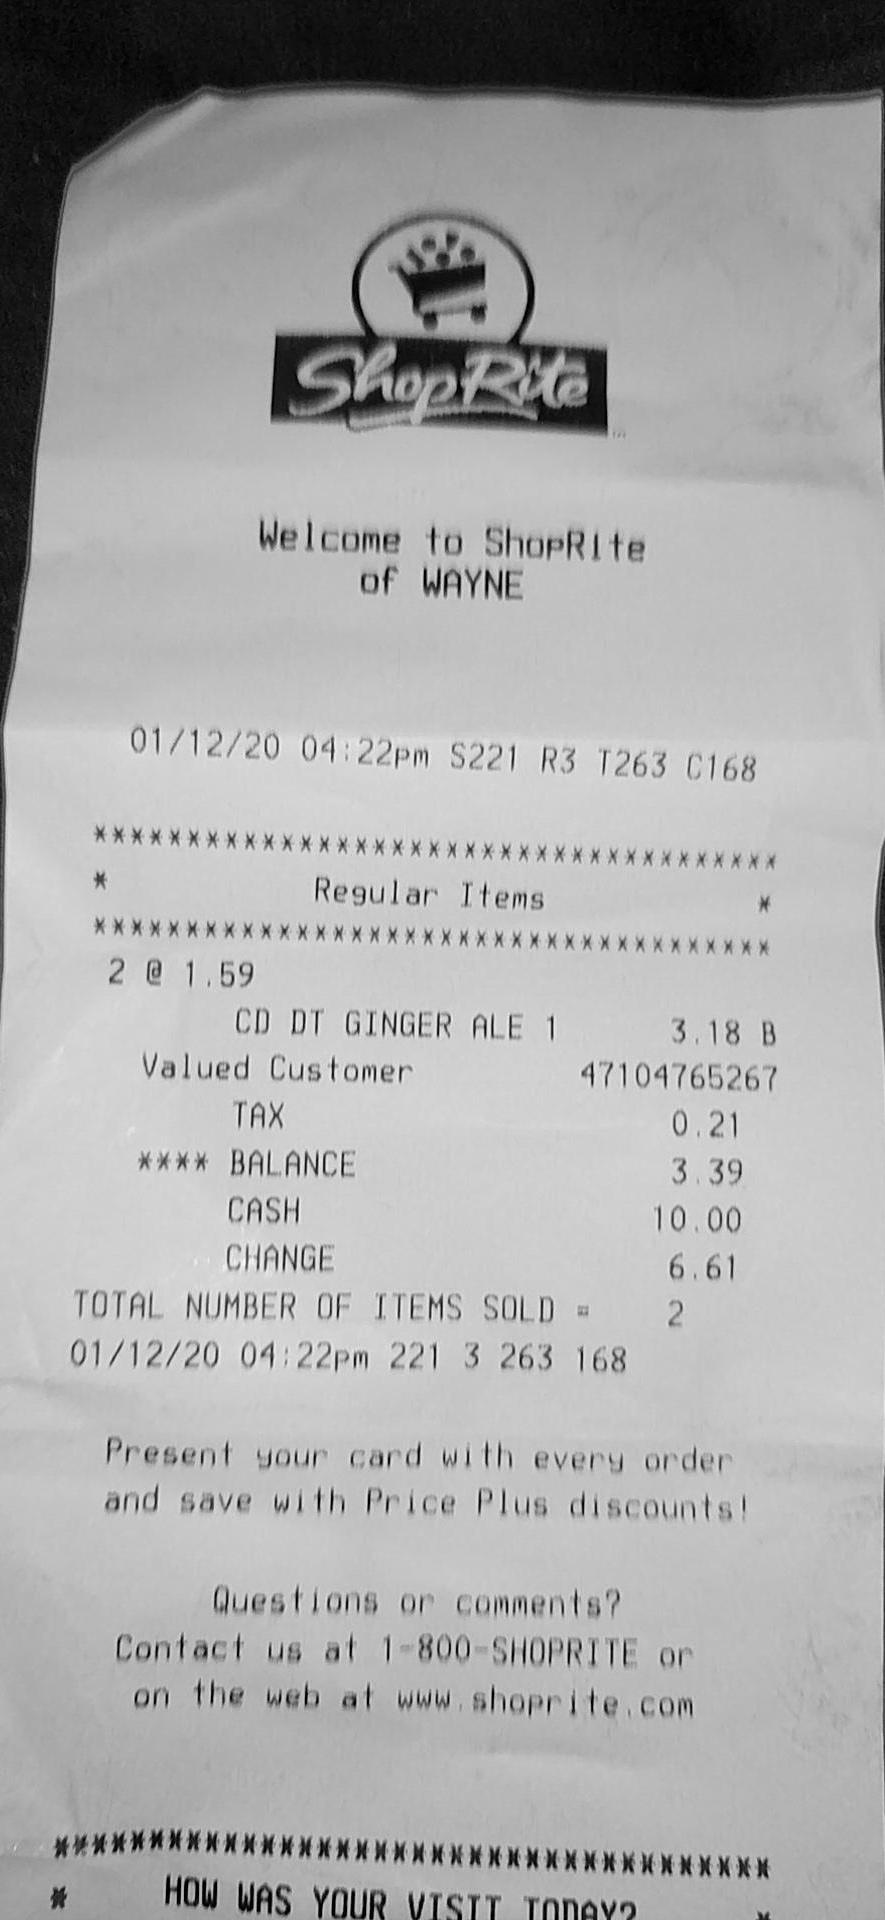 ShopRite
Welcome to ShopRite
of WAYNE
01/12/20 04:22pm S221 R3 T263 C168
**************************************
* Regular Items *
**************************************
2 @ 1.59
CD DT GINGER ALE 1 3.18 B
Valued Customer 47104765267
TAX 0.21
**** BALANCE 3.39
CASH 10.00
CHANGE 6.61
TOTAL NUMBER OF ITEMS SOLD = 2
01/12/20 04:22pm 221 3 263 168
Present your card with every order
and save with Price Plus discounts!
Questions or comments?
Contact us at 1-800-SHOPRITE or
on the web at www.shoprite.com
**************************************
* HOW WAS YOUR VISIT TODAY? *